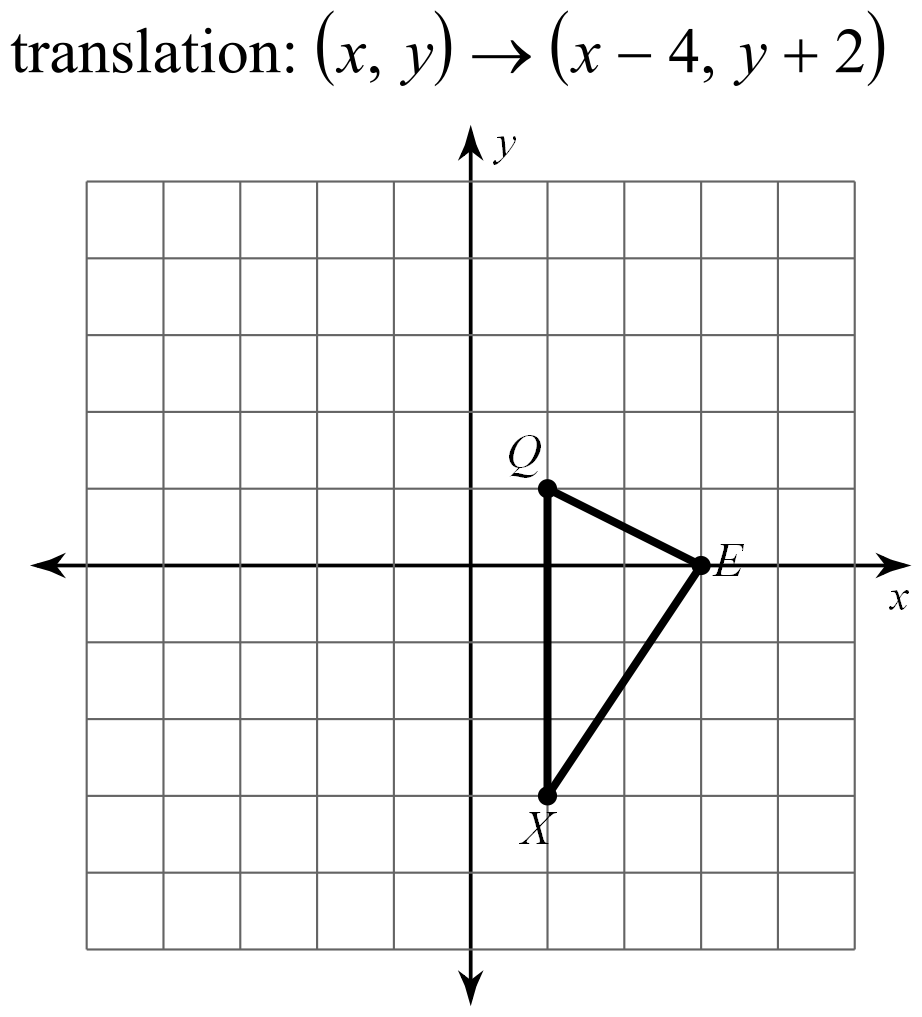 translation: (x, y) → (x − 4, y + 2)
y
Q
E
x
X